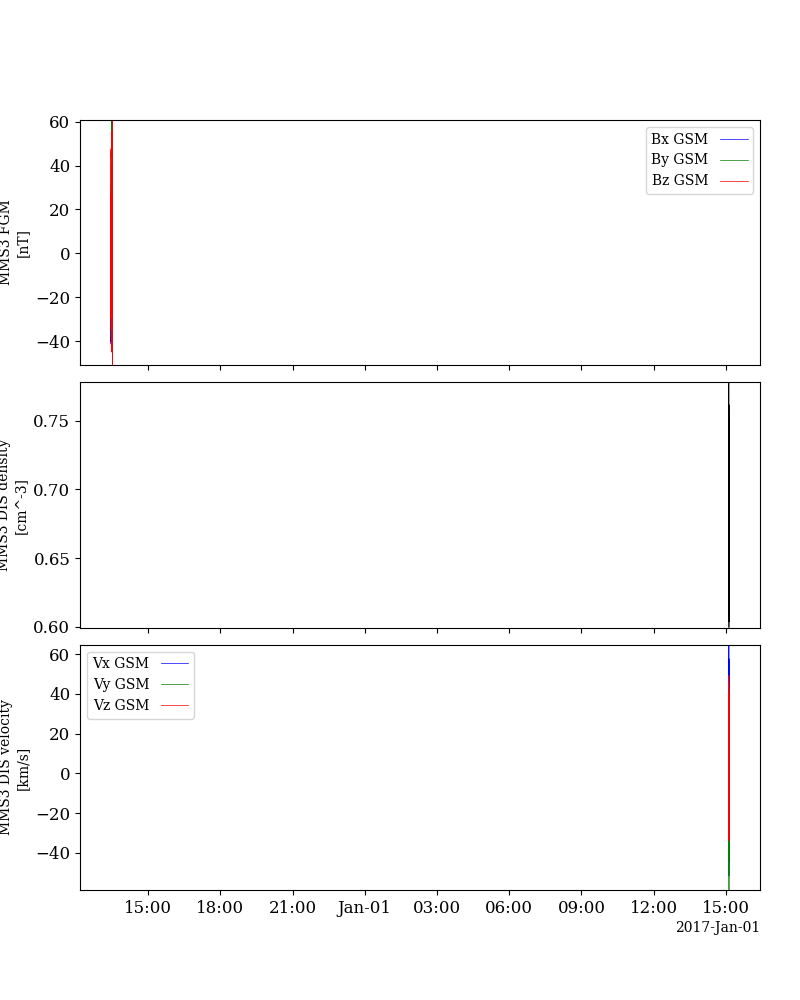 60
40
20
0
−20
−40
MMS3 FGM
[nT]
Bx GSM
By GSM
Bz GSM
0.75
0.70
0.65
0.60
MMS3 DIS density
[cm^-3]
60
40
20
0
−20
−40
MMS3 DIS velocity
[km/s]
Vx GSM
Vy GSM
Vz GSM
15:00 18:00 21:00 Jan-01 03:00 06:00 09:00 12:00 15:00
2017-Jan-01